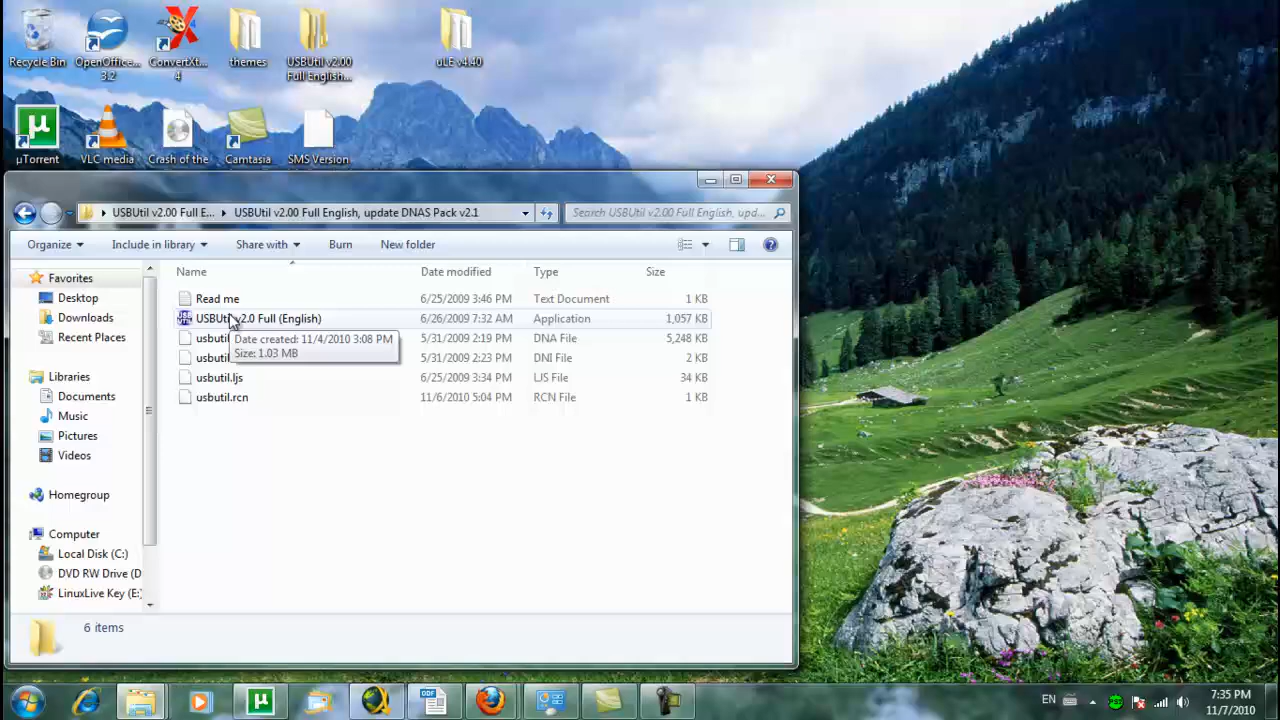 Recycle Bin
OpenOffice....
3.2
ConvertXt...
4
themes
USBUtil v2.00
Full English...
uLE v4.40
µTorrent
VLC media
Crash of the
Camtasia
SMS Version
USBUtil v2.00 Full E...
USBUtil v2.00 Full English, update DNAS Pack v2.1
Search USBUtil v2.00 Full English, upd...
Organize
Include in library
Share with
Burn
New folder
Name
Date modified
Type
Size
Favorites
Desktop
Downloads
Recent Places
Libraries
Documents
Music
Pictures
Videos
Homegroup
Computer
Local Disk (C:)
DVD RW Drive (D
LinuxLive Key (E:)
Read me 6/25/2009 3:46 PM Text Document 1 KB
USBUtil v2.0 Full (English) 6/26/2009 7:32 AM Application 1,057 KB
usbutil 5/31/2009 2:19 PM DNA File 5,248 KB
usbutil 5/31/2009 2:23 PM DNI File 2 KB
usbutil.ljs 6/25/2009 3:34 PM LJS File 34 KB
usbutil.rcn 11/6/2010 5:04 PM RCN File 1 KB
Date created: 11/4/2010 3:08 PM
Size: 1.03 MB
6 items
ODF
EN
7:35 PM
11/7/2010